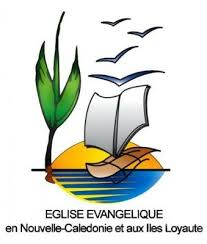 EGLISE EVANGELIQUE
en Nouvelle-Caledonie et aux Iles Loyaute